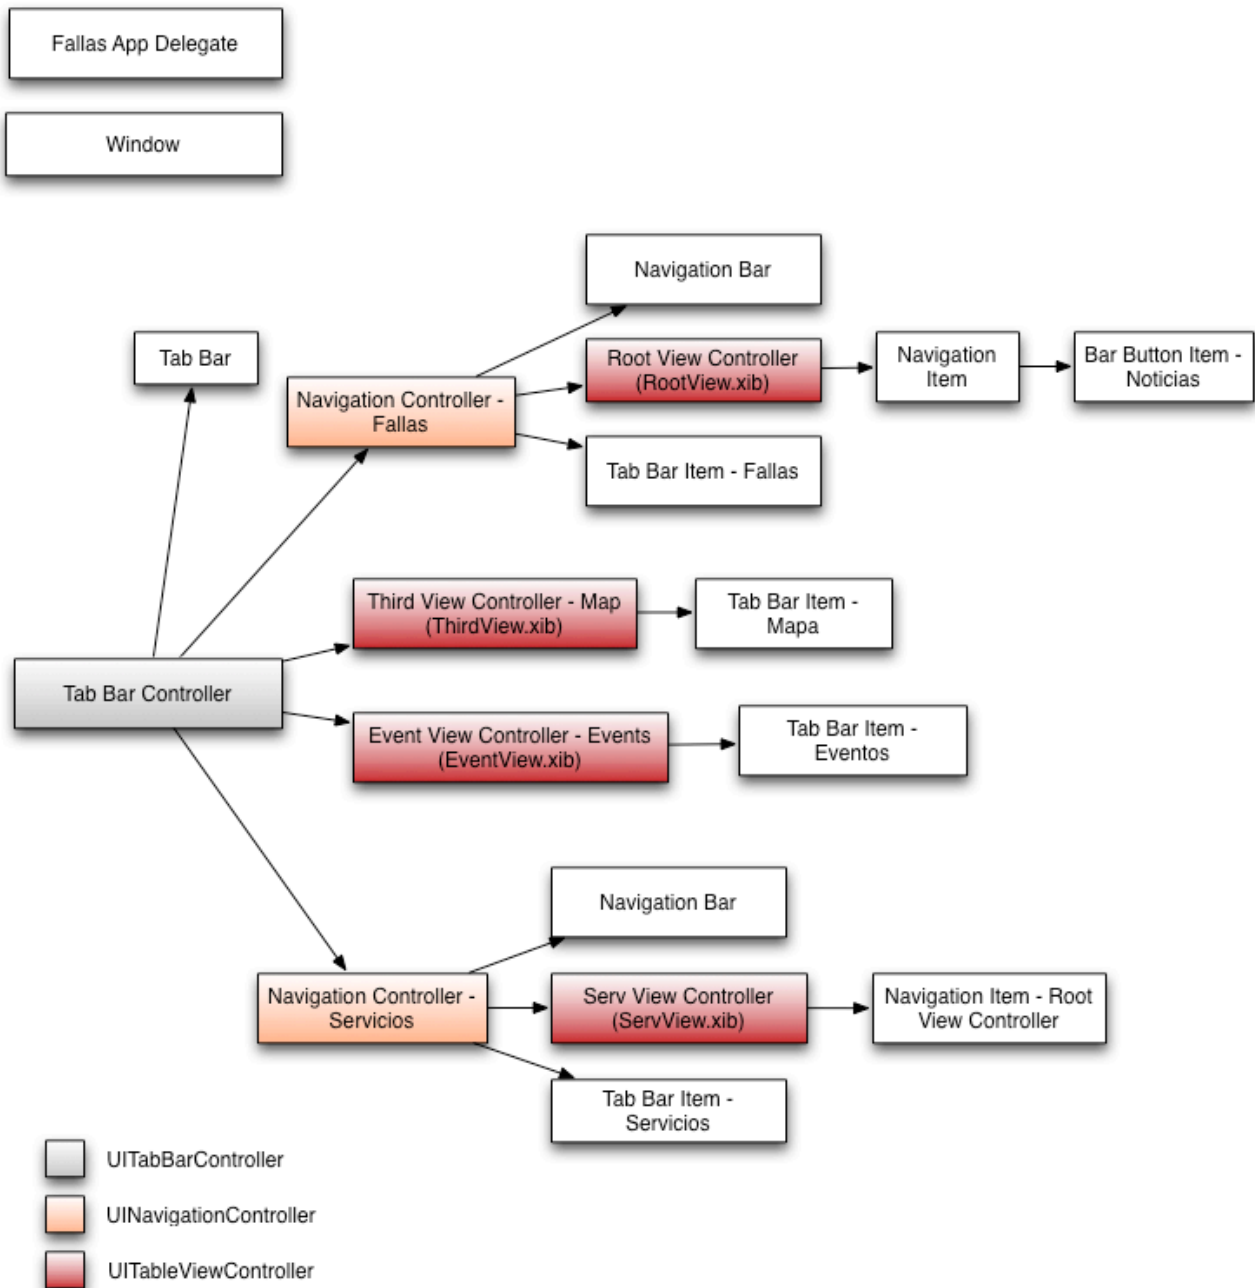 Fallas App Delegate
Window
Navigation Bar
Tab Bar
Root View Controller
(RootView.xib)
Navigation
Item
Bar Button Item -
Noticias
Navigation Controller -
Fallas
Tab Bar Item - Fallas
Third View Controller - Map
(ThirdView.xib)
Tab Bar Item -
Mapa
Tab Bar Controller
Event View Controller - Events
(EventView.xib)
Tab Bar Item -
Eventos
Navigation Bar
Navigation Controller -
Servicios
Serv View Controller
(ServView.xib)
Navigation Item - Root
View Controller
Tab Bar Item -
Servicios
UITabBarController
UINavigationController
UITableViewController